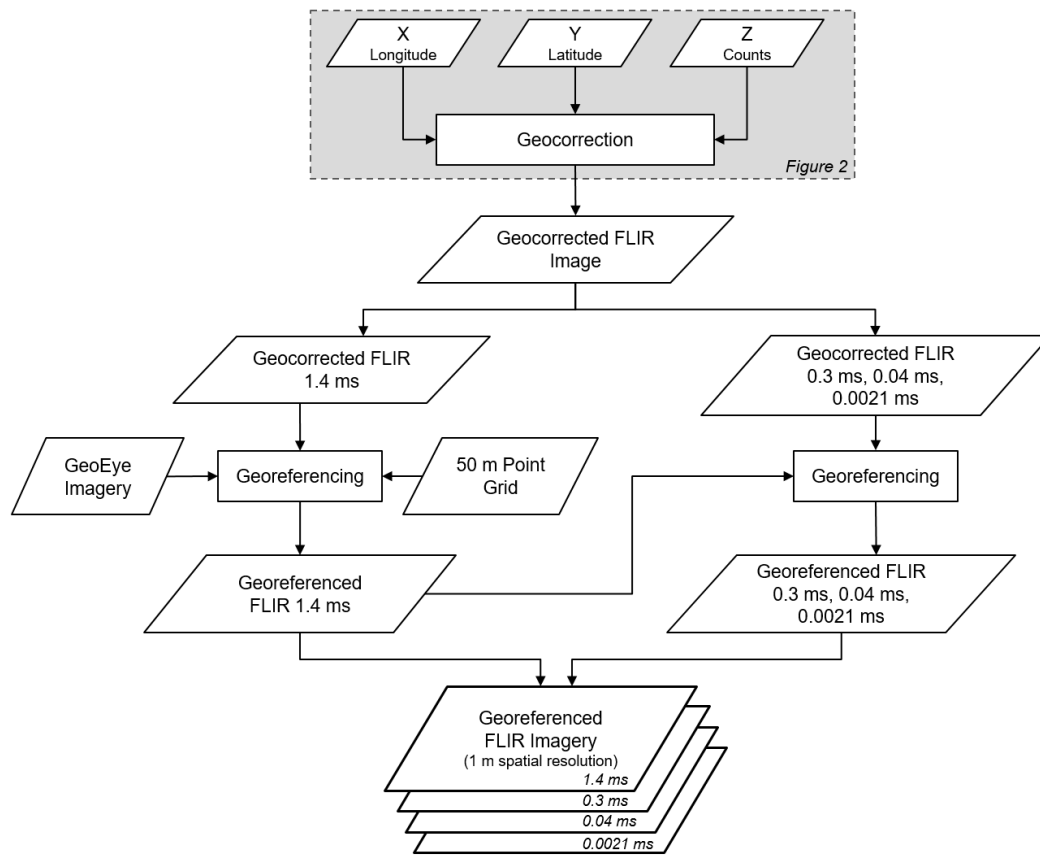 X
Longitude
Y
Latitude
Z
Counts
Geocorrection
Figure 2
Geocorrected FLIR
Image
Geocorrected FLIR
1.4 ms
Geocorrected FLIR
0.3 ms, 0.04 ms,
0.0021 ms
GeoEye
Imagery
Georeferencing
50 m Point
Grid
Georeferencing
Georeferenced
FLIR 1.4 ms
Georeferenced FLIR
0.3 ms, 0.04 ms,
0.0021 ms
Georeferenced
FLIR Imagery
(1 m spatial resolution)
1.4 ms
0.3 ms
0.04 ms
0.0021 ms